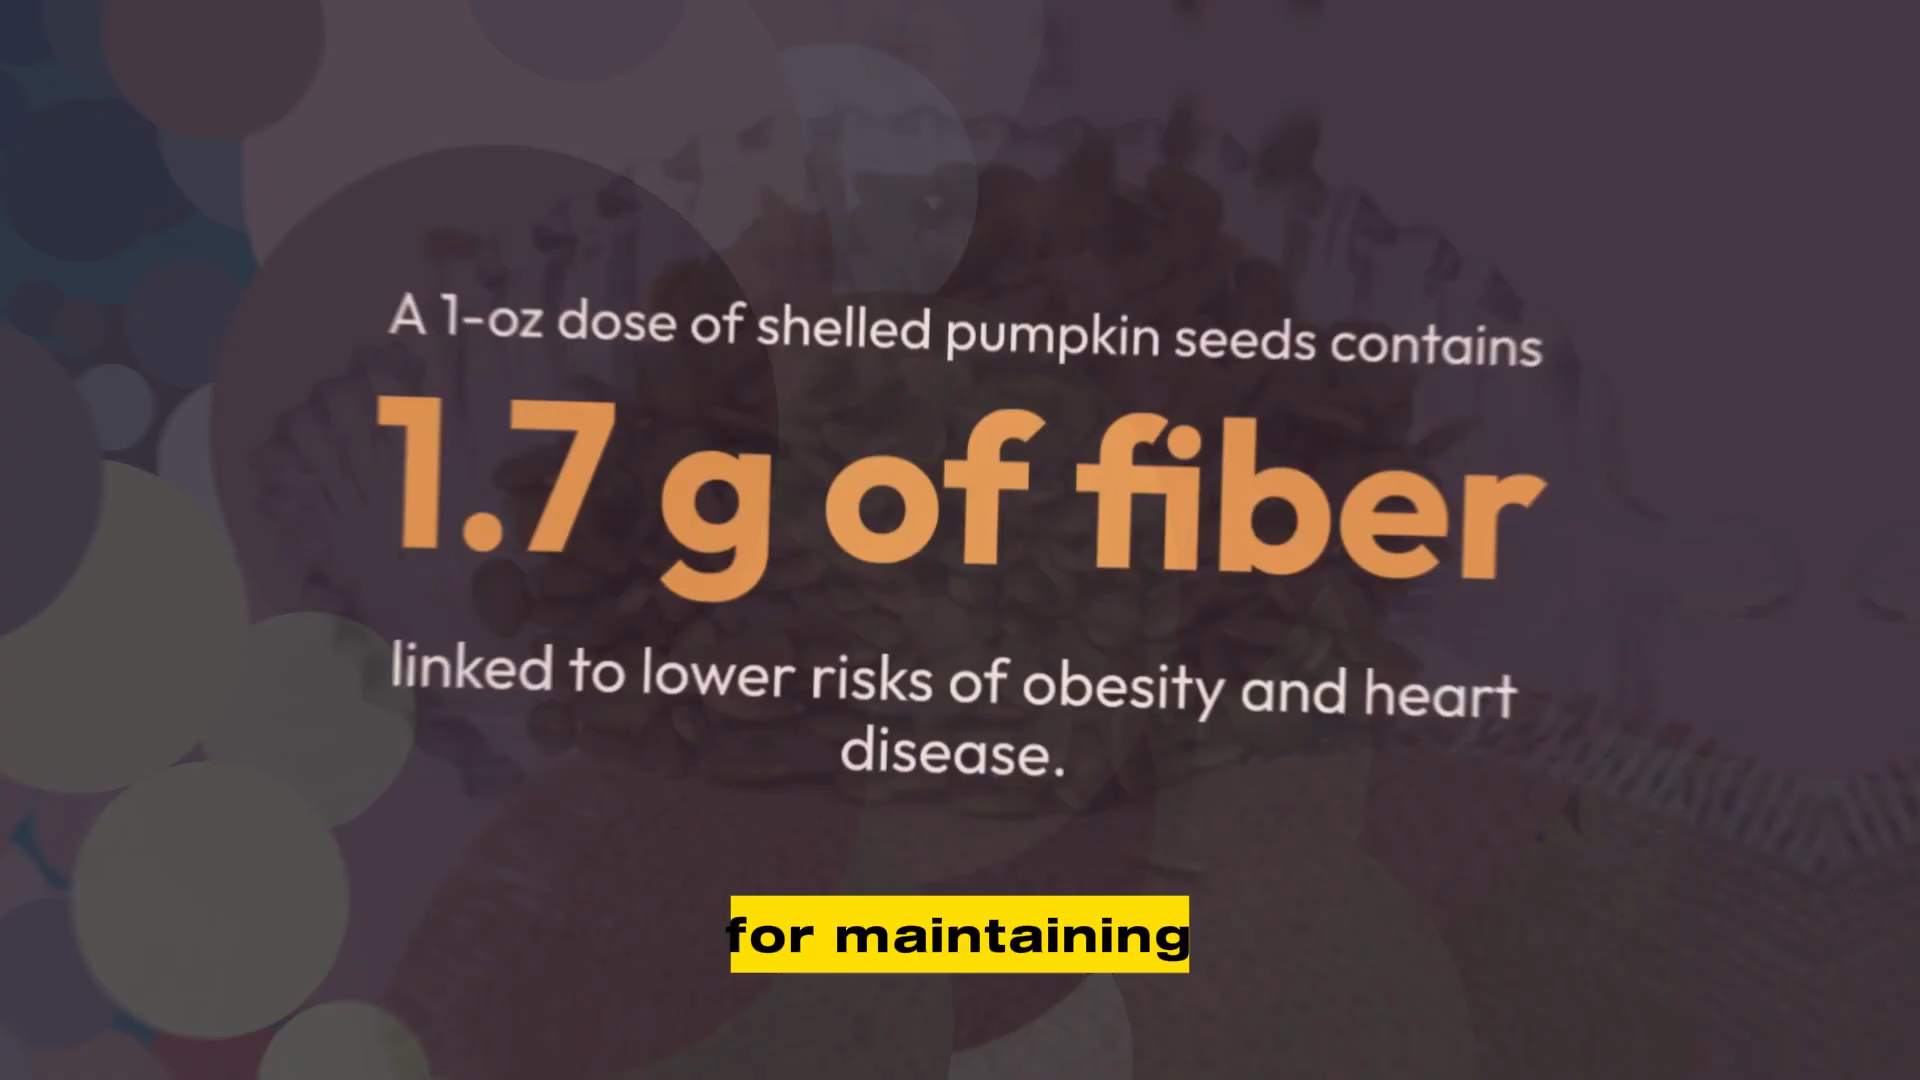 A 1-oz dose of shelled pumpkin seeds contains
1.7 g of fiber
linked to lower risks of obesity and heart
disease.
for maintaining